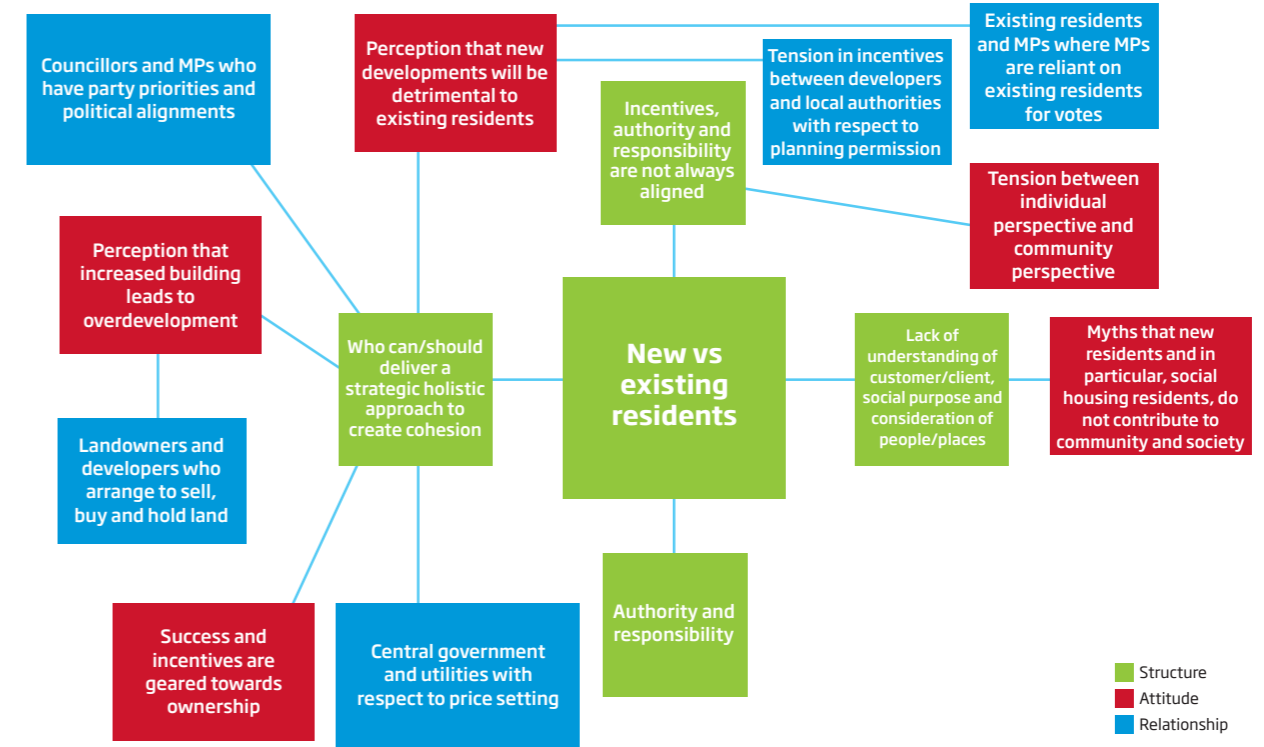 Councillors and MPs who
have party priorities and
political alignments
Perception that new
developments will be
detrimental to
existing residents
Incentives,
authority and
responsibility
are not always
aligned
Tension in incentives
between developers
and local authorities
with respect to
planning permission
Existing residents
and MPs where MPs
are reliant on
existing residents
for votes
Tension between
individual
perspective and
community
perspective
Perception that
increased building
leads to
overdevelopment
Who can/should
deliver a
strategic holistic
approach to
create cohesion
New vs
existing
residents
Lack of
understanding of
customer/client,
social purpose and
consideration of
people/places
Myths that new
residents and in
particular, social
housing residents, do
not contribute to
community and society
Landowners and
developers who
arrange to sell,
buy and hold land
Success and
incentives are
geared towards
ownership
Central government
and utilities with
respect to price setting
Authority and
responsibility
Structure
Attitude
Relationship